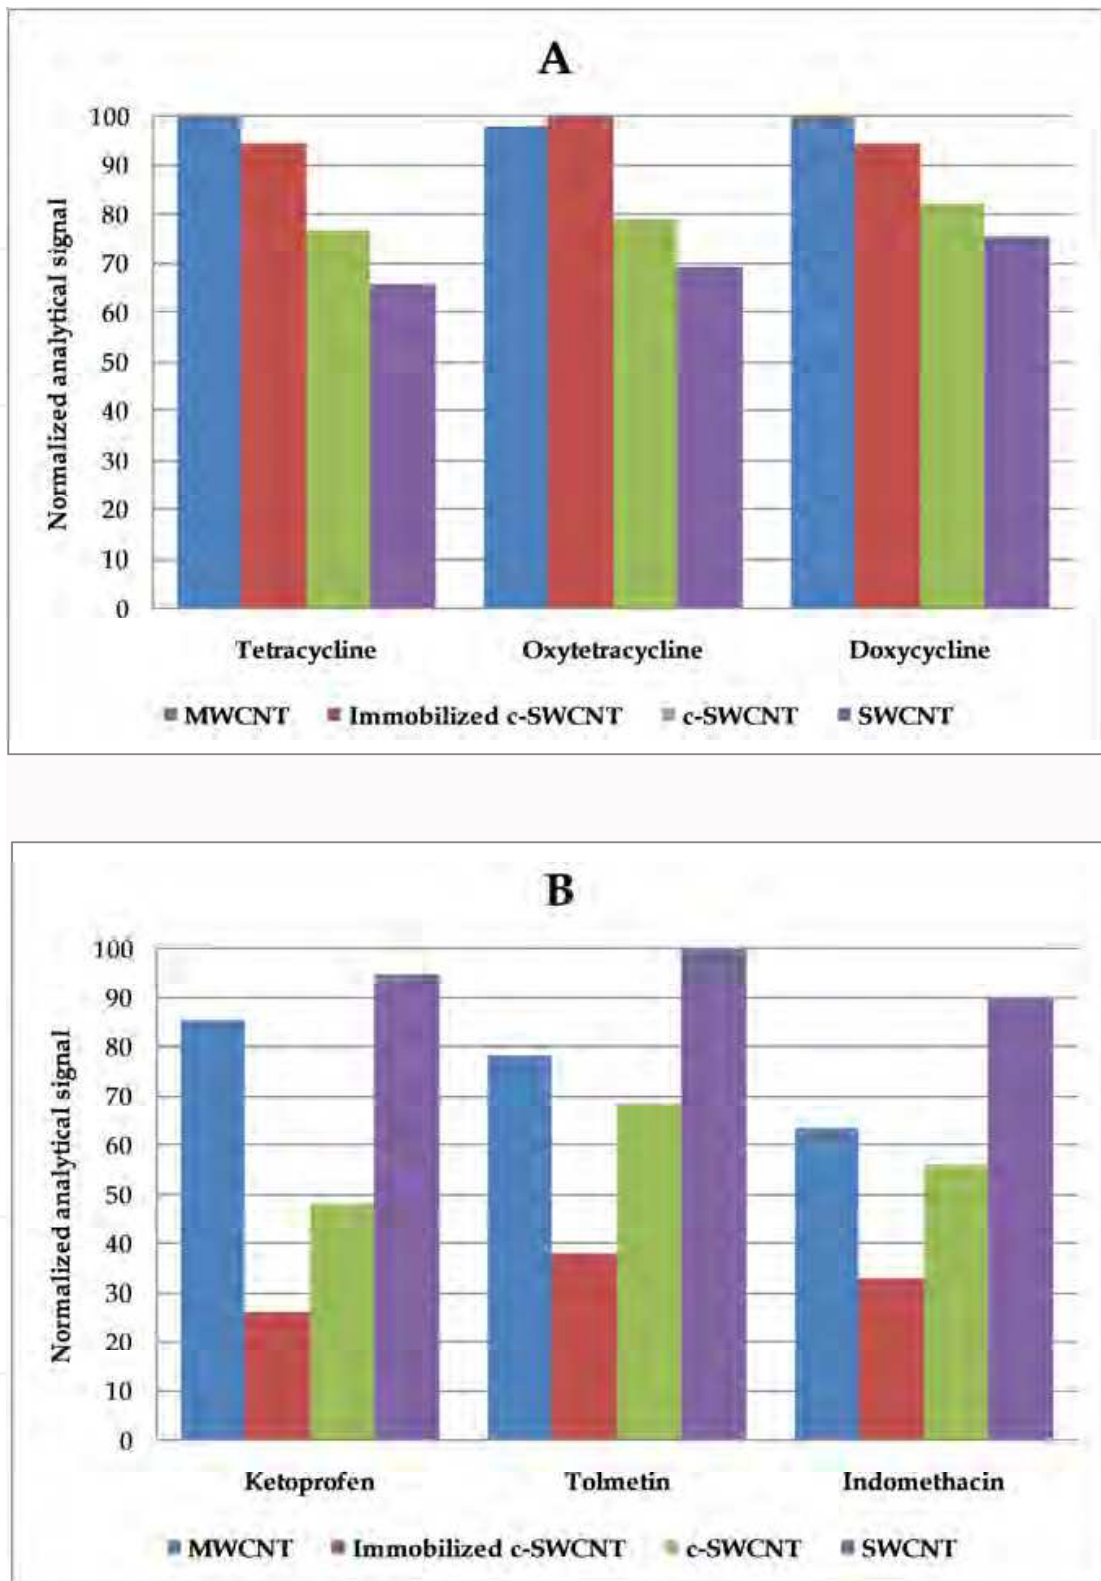 A
Normalized analytical signal
100
90
80
70
60
50
40
30
20
10
0
Tetracycline Oxytetracycline Doxycycline
MWCNT Immobilized c-SWCNT c-SWCNT SWCNT
B
Normalized analytical signal
100
90
80
70
60
50
40
30
20
10
0
Ketoprofen Tolmetin Indomethacin
MWCNT Immobilized c-SWCNT c-SWCNT SWCNT